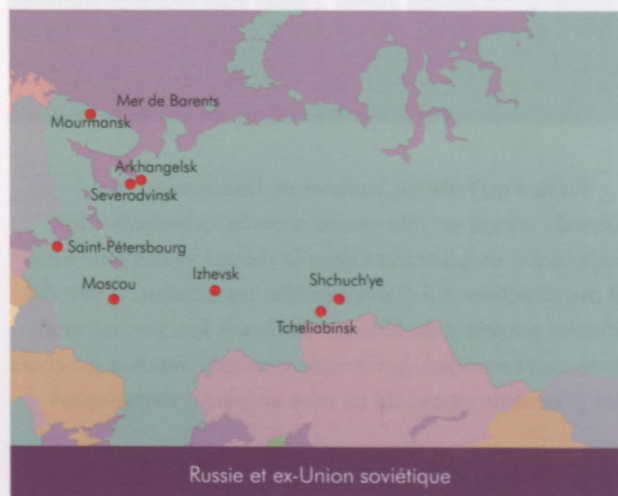 Mer de Barents
Mourmansk
Arkhangelsk
Severodvinsk
Saint-Pétersbourg
Moscou
Izhevsk
Shchuch'ye
Tcheliabinsk
Russie et ex-Union soviétique